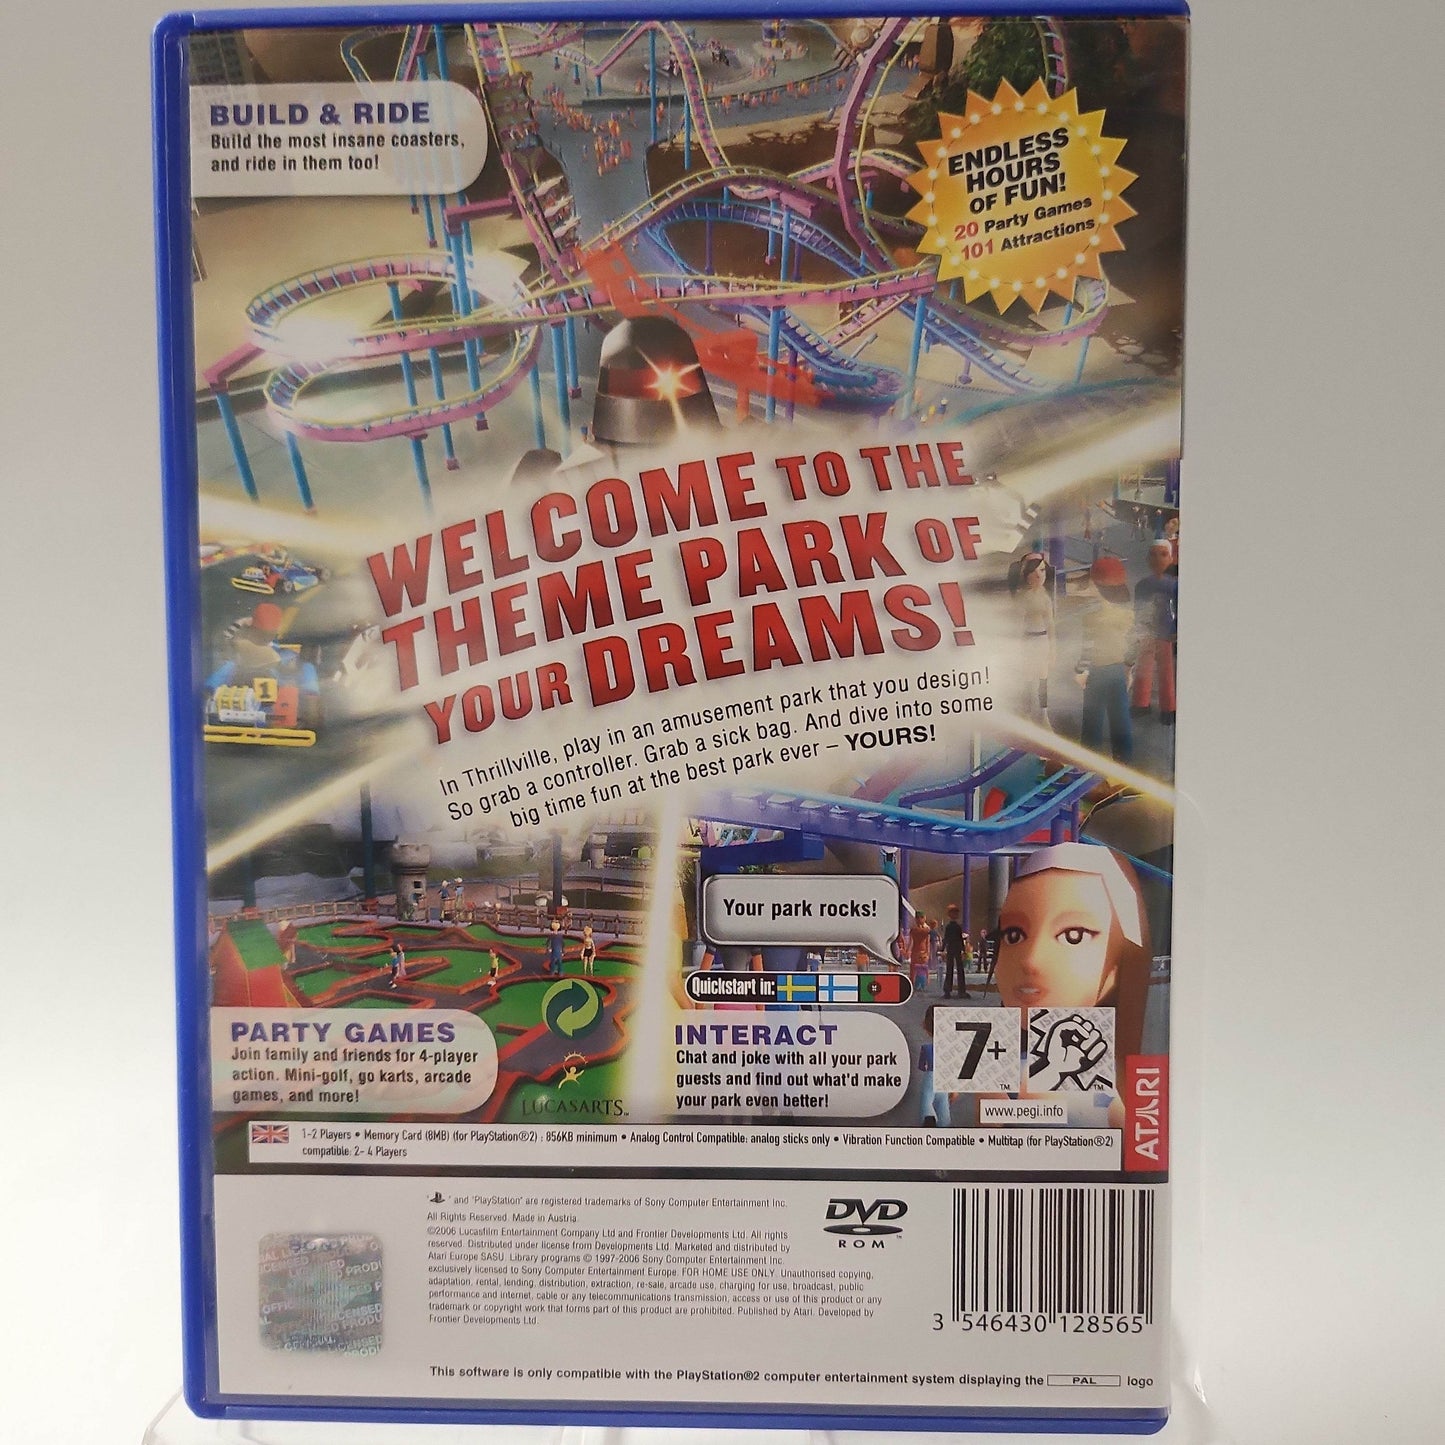 BUILD & RIDE
Build the most insane coasters,
and ride in them too!
ENDLESS
HOURS
OF FUN!
20 Party Games
101 Attractions
WELCOME TO THE
THEME PARK OF
YOUR DREAMS!
In Thrillville, play in an amusement park that you design!
So grab a controller. Grab a sick bag. And dive into some
big time fun at the best park ever – YOURS!
1
Your park rocks!
Quickstart in:
PARTY GAMES
Join family and friends for 4-player
action. Mini-golf, go karts, arcade
games, and more!
LUCASARTS™
INTERACT
Chat and joke with all your park
guests and find out what'd make
your park even better!
7+
www.pegi.info
ATARI
1-2 Players • Memory Card (8MB) (for PlayStation®2) : 856KB minimum • Analog Control Compatible: analog sticks only • Vibration Function Compatible • Multitap (for PlayStation®2)
compatible: 2- 4 Players
" and "PlayStation" are registered trademarks of Sony Computer Entertainment Inc.
All Rights Reserved. Made in Austria.
©2006 Lucasfilm Entertainment Company Ltd and Frontier Developments Ltd. All rights
reserved. Distributed under license from Developments Ltd. Marketed and distributed by
Atari Europe SASU. Library programs © 1997-2006 Sony Computer Entertainment Inc.
exclusively licensed to Sony Computer Entertainment Europe. FOR HOME USE ONLY. Unauthorised copying,
adaptation, rental, lending, distribution, extraction, re-sale, arcade use, charging for use, broadcast, public
performance and internet, cable or any telecommunications transmission, access or use of this product or any
trademark or copyright work that forms part of this product are prohibited. Published by Atari. Developed by
Frontier Developments Ltd.
DVD
ROM
3 546430 128565
This software is only compatible with the PlayStation®2 computer entertainment system displaying the PAL logo